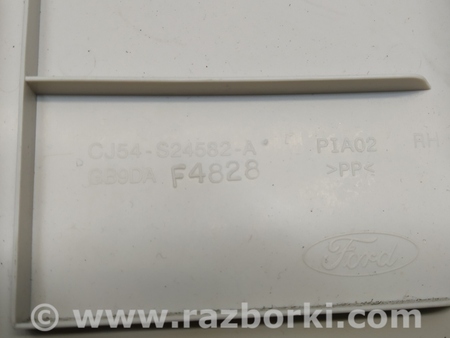 CJ54-S24582-A PIA02 RH
F4828 >PP<
Ford
© www.razborki.com